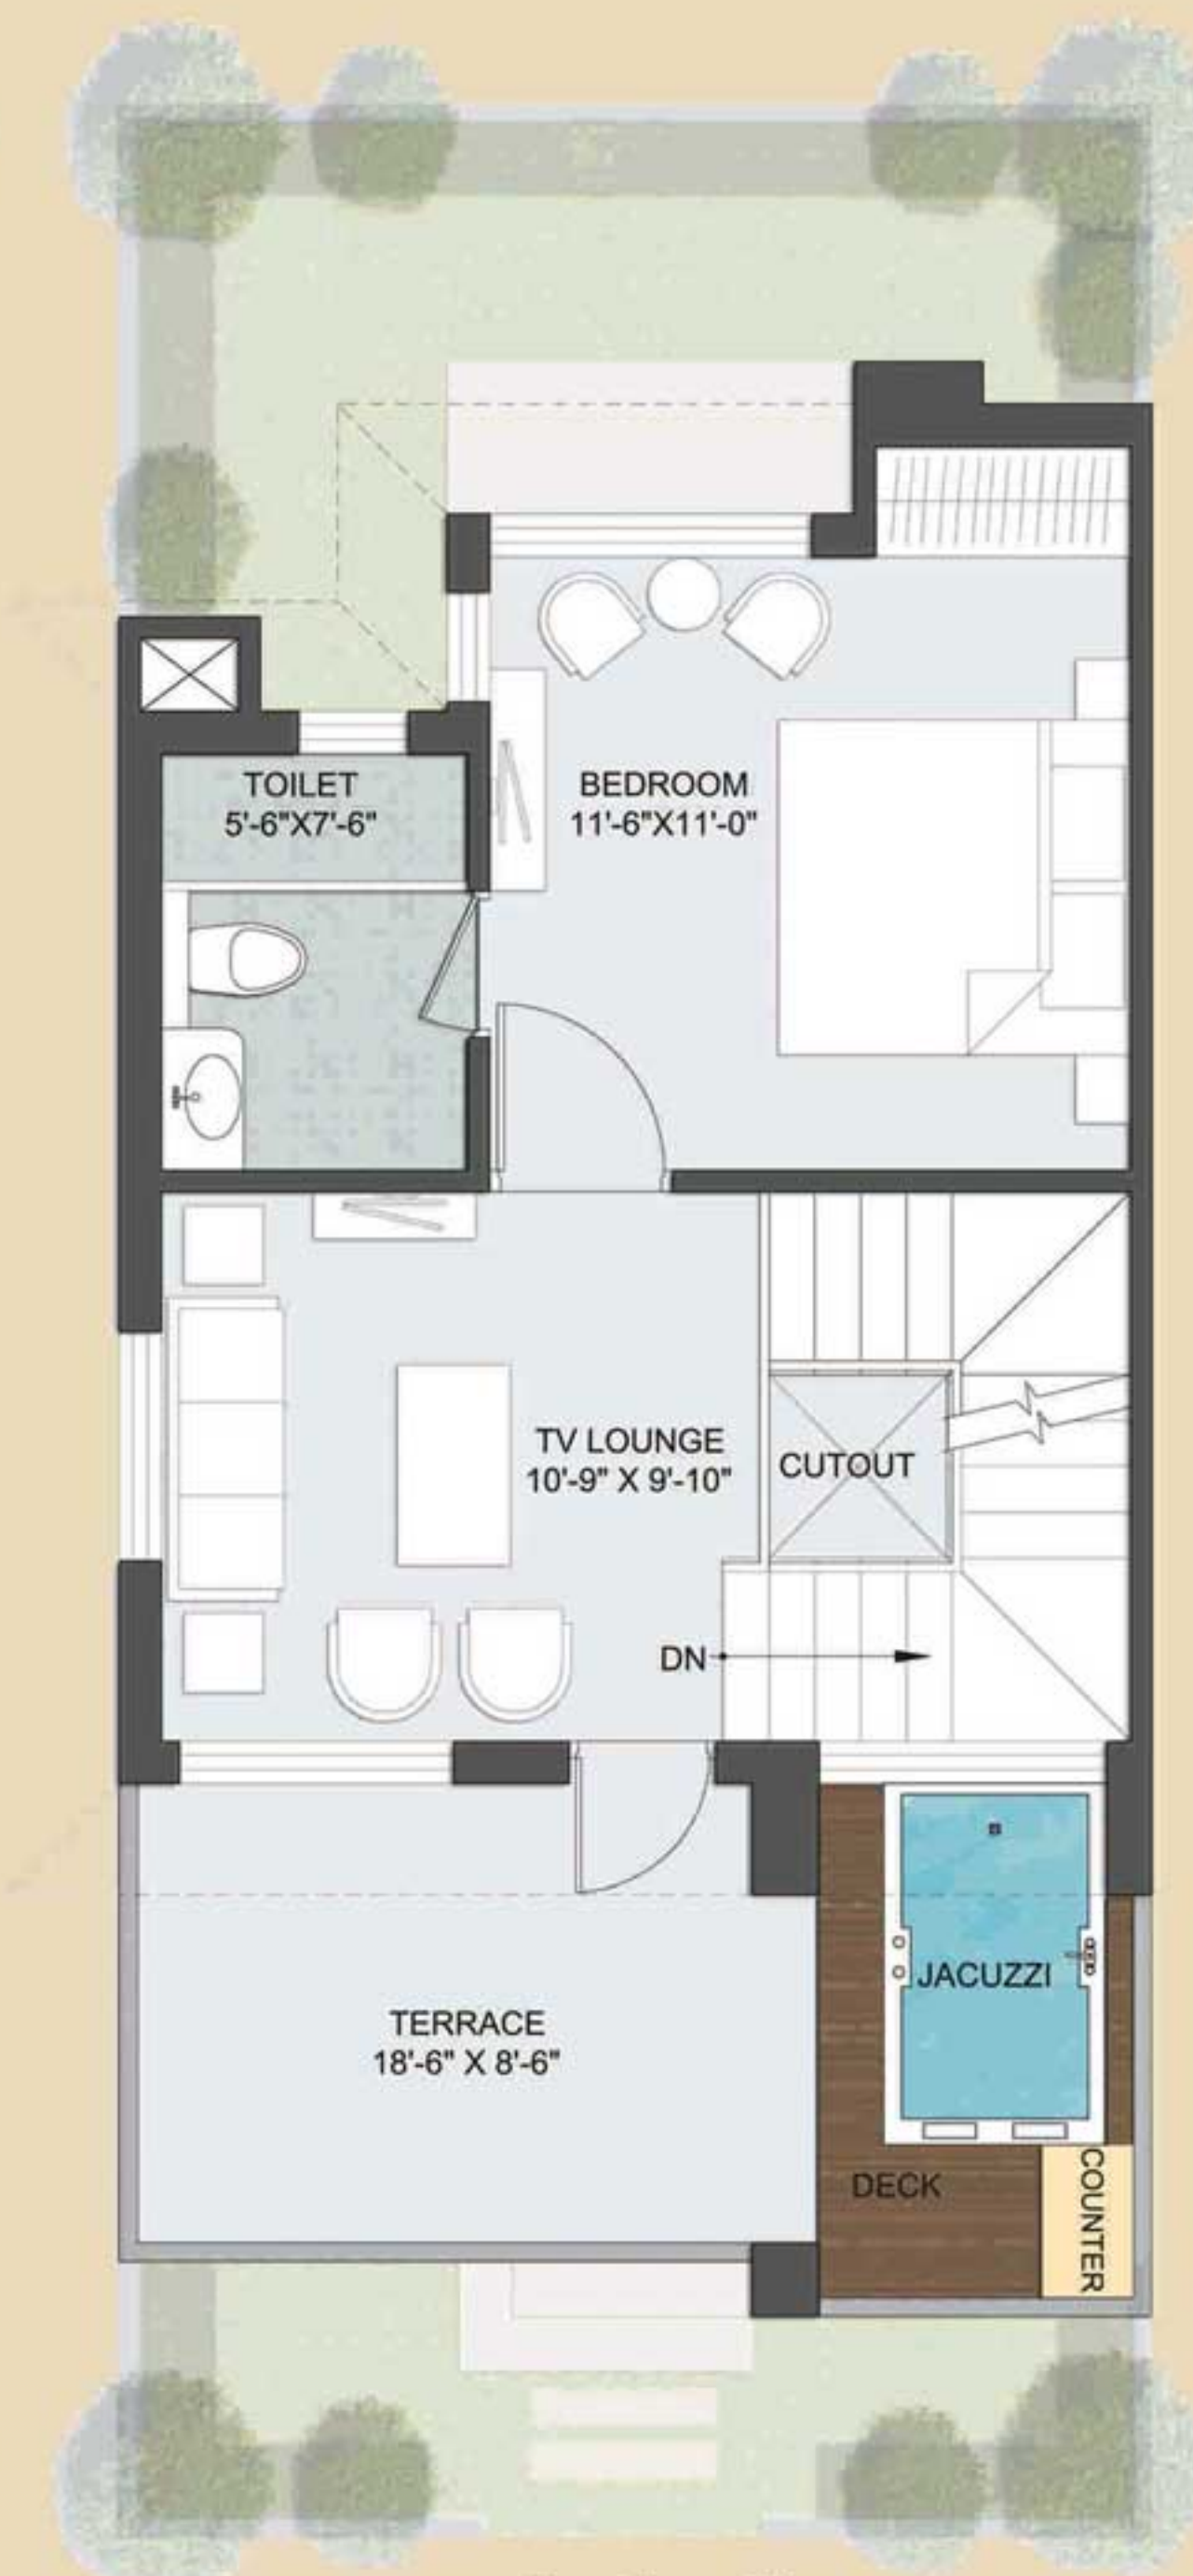 TOILET
5'-6"X7'-6"
BEDROOM
11'-6"X11'-0"
TV LOUNGE
10'-9" X 9'-10"
CUTOUT
DN
JACUZZI
TERRACE
18'-6" X 8'-6"
DECK
COUNTER